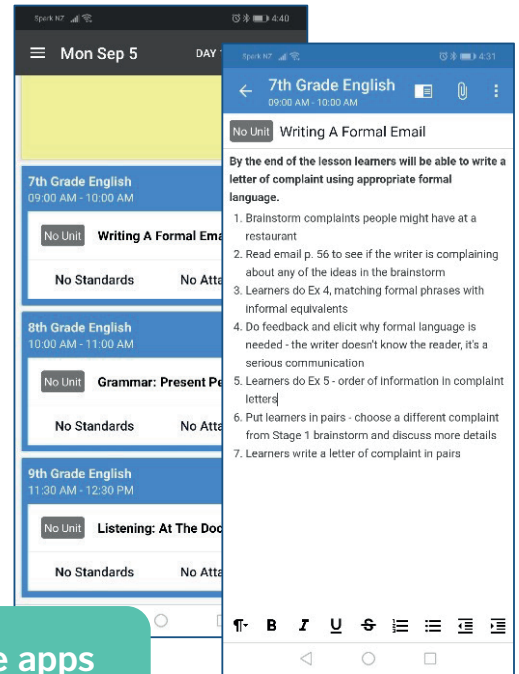 Spark NZ 4:40
Mon Sep 5 DAY
7th Grade English
09:00 AM - 10:00 AM
No Unit Writing A Formal
No Standards No
8th Grade English
10:00 AM - 11:00 AM
No Unit Grammar: Present
No Standards No
9th Grade English
11:30 AM - 12:30 PM
No Unit Listening: At The
No Standards No
apps
Spark NZ 4:31
7th Grade English
09:00 AM - 10:00 AM
No Unit Writing A Formal Email
By the end of the lesson learners will be able to write a
letter of complaint using appropriate formal
language.
1. Brainstorm complaints people might have at a
restaurant
2. Read email p. 56 to see if the writer is complaining
about any of the ideas in the brainstorm
3. Learners do Ex 4, matching formal phrases with
informal equivalents
4. Do feedback and elicit why formal language is
needed - the writer doesn't know the reader, it's a
serious communication
5. Learners do Ex 5 - order of information in complaint
letters
6. Put learners in pairs - choose a different complaint
from Stage 1 brainstorm and discuss more details
7. Learners write a letter of complaint in pairs
B I U S